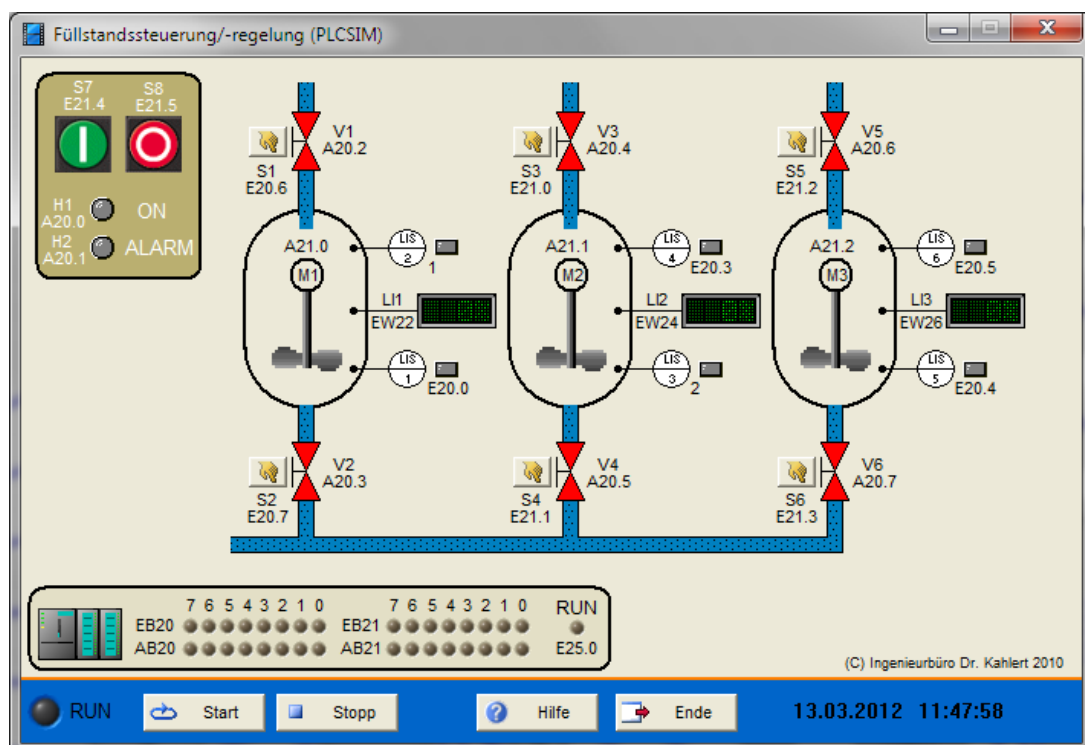 Füllstandssteuerung/-regelung (PLCSIM)
S7 S8
E21.4 E21.5
H1 ON
A20.0
H2 ALARM
A20.1
V1
A20.2
S1
E20.6
V3
A20.4
S3
E21.0
V5
A20.6
S5
E21.2
A21.0
M1
LIS
2
1
LI1
EW22
LIS
1
E20.0
A21.1
M2
LIS
4
E20.3
LI2
EW24
LIS
3
2
A21.2
M3
LIS
6
E20.5
LI3
EW26
LIS
5
E20.4
V2
A20.3
S2
E20.7
V4
A20.5
S4
E21.1
V6
A20.7
S6
E21.3
7 6 5 4 3 2 1 0 7 6 5 4 3 2 1 0 RUN
EB20 EB21
AB20 AB21 E25.0
(C) Ingenieurbüro Dr. Kahlert 2010
RUN Start Stopp Hilfe Ende 13.03.2012 11:47:58